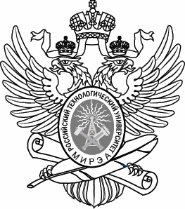 РОССИЙСКИЙ ТЕХНОЛОГИЧЕСКИЙ УНИВЕРСИТЕТ
МИРЭА